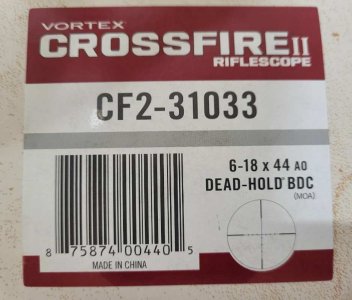 VORTEX
CROSSFIRE II
RIFLESCOPE
CF2-31033
6-18 x 44 AO
DEAD-HOLD® BDC
(MOA)
8 75874 00440 5
MADE IN CHINA